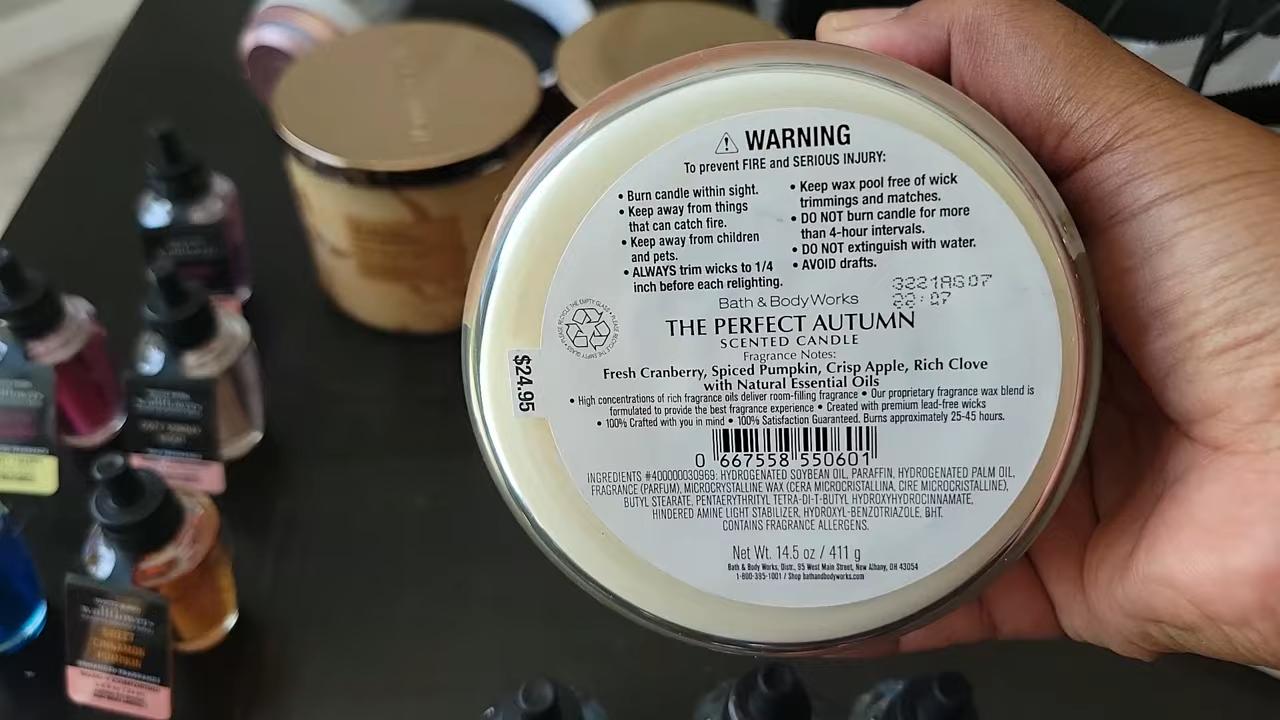 WARNING
To prevent FIRE and SERIOUS INJURY:
• Burn candle within sight.
• Keep away from things
that can catch fire.
• Keep away from children
and pets.
• ALWAYS trim wicks to 1/4
inch before each relighting.
• Keep wax pool free of wick
trimmings and matches.
• DO NOT burn candle for more
than 4-hour intervals.
• DO NOT extinguish with water.
• AVOID drafts.
3221AG07
22:07
Bath & Body Works
THE PERFECT AUTUMN
SCENTED CANDLE
Fragrance Notes:
Fresh Cranberry, Spiced Pumpkin, Crisp Apple, Rich Clove
with Natural Essential Oils
• High concentrations of rich fragrance oils deliver room-filling fragrance • Our proprietary fragrance wax blend is
formulated to provide the best fragrance experience • Created with premium lead-free wicks
• 100% Crafted with you in mind • 100% Satisfaction Guaranteed. Burns approximately 25-45 hours.
0 667558 550601
INGREDIENTS #400000030969: HYDROGENATED SOYBEAN OIL, PARAFFIN, HYDROGENATED PALM OIL,
FRAGRANCE (PARFUM), MICROCRYSTALLINE WAX (CERA MICROCRISTALLINA, CIRE MICROCRISTALLINE),
BUTYL STEARATE, PENTAERYTHRITYL TETRA-DI-T-BUTYL HYDROXYHYDROCINNAMATE,
HINDERED AMINE LIGHT STABILIZER, HYDROXYL-BENZOTRIAZOLE, BHT.
CONTAINS FRAGRANCE ALLERGENS.
Net Wt. 14.5 oz / 411 g
Bath & Body Works, Distr., 95 West Main Street, New Albany, OH 43054
1-800-395-1001 / Shop bathandbodyworks.com
PLEASE RECYCLE THE EMPTY GLASS •
$24.95
wallflowers
SWEET
CINNAMON
PUMPKIN